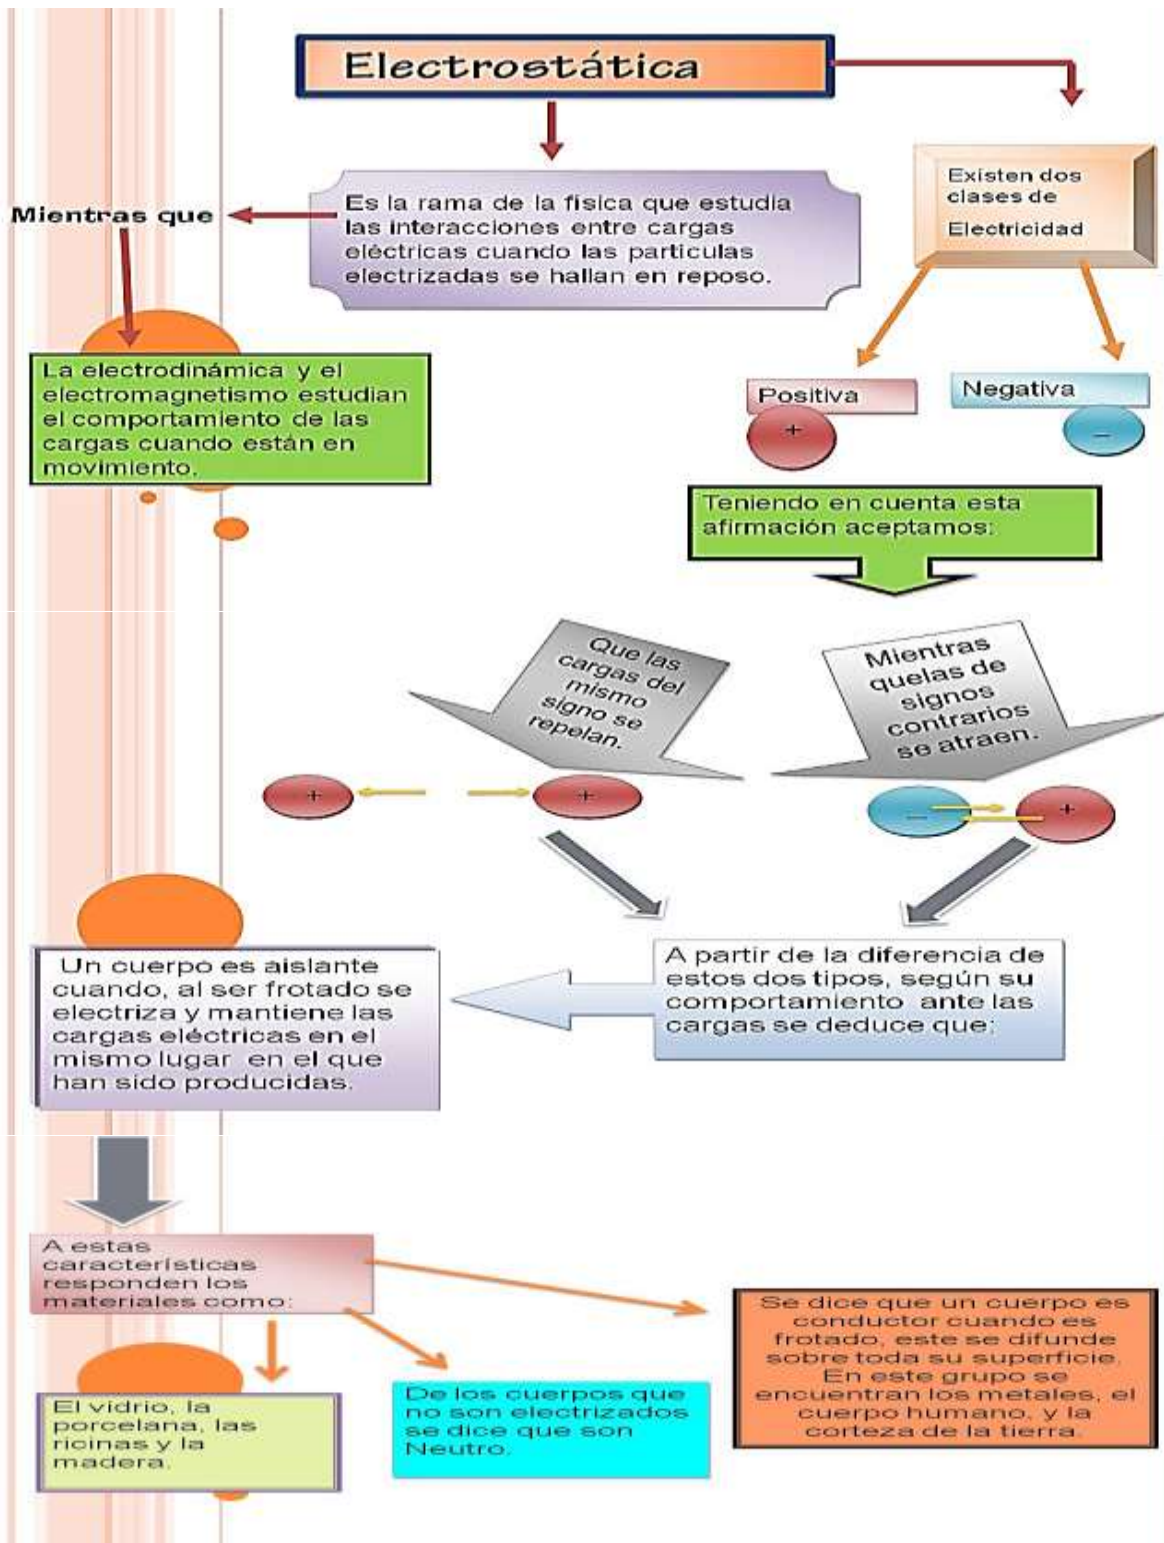 Electrostática
Es la rama de la física que estudia
las interacciones entre cargas
eléctricas cuando las partículas
electrizadas se hallan en reposo.
Existen dos
clases de
Electricidad
Mientras que
La electrodinámica y el
electromagnetismo estudian
el comportamiento de las
cargas cuando están en
movimiento.
Positiva
+
Negativa
_
Teniendo en cuenta esta
afirmación aceptamos:
Que las
cargas del
mismo
signo se
repelan.
Mientras
quelas de
signos
contrarios
se atraen.
+
+
_
+
A partir de la diferencia de
estos dos tipos, según su
comportamiento ante las
cargas se deduce que:
Un cuerpo es aislante
cuando, al ser frotado se
electriza y mantiene las
cargas eléctricas en el
mismo lugar en el que
han sido producidas.
A estas
características
responden los
materiales como:
El vidrio, la
porcelana, las
ricinas y la
madera.
De los cuerpos que
no son electrizados
se dice que son
Neutro.
Se dice que un cuerpo es
conductor cuando es
frotado, este se difunde
sobre toda su superficie.
En este grupo se
encuentran los metales, el
cuerpo humano, y la
corteza de la tierra.